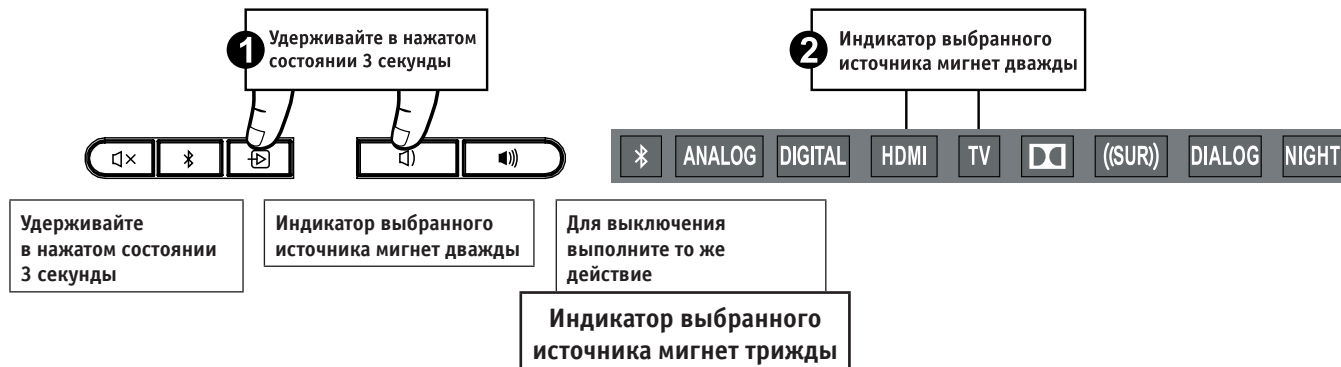 1 Удерживайте в нажатом
состоянии 3 секунды
2 Индикатор выбранного
источника мигнет дважды
ANALOG DIGITAL HDMI TV ((SUR)) DIALOG NIGHT
Удерживайте
в нажатом состоянии
3 секунды
Индикатор выбранного
источника мигнет дважды
Для выключения
выполните то же
действие
Индикатор выбранного
источника мигнет трижды